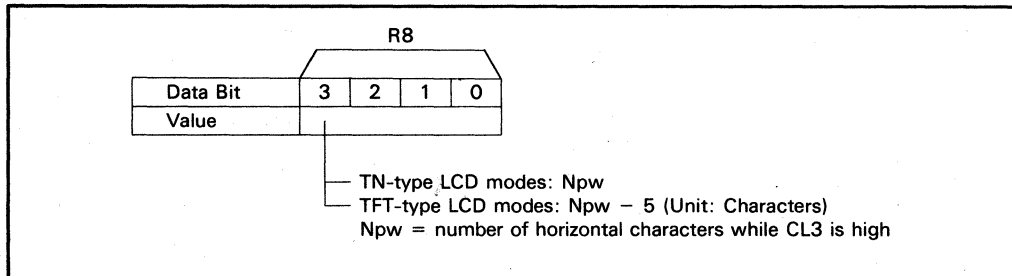 R8
Data Bit 3 2 1 0
Value
TN-type LCD modes: Npw
TFT-type LCD modes: Npw − 5 (Unit: Characters)
Npw = number of horizontal characters while CL3 is high